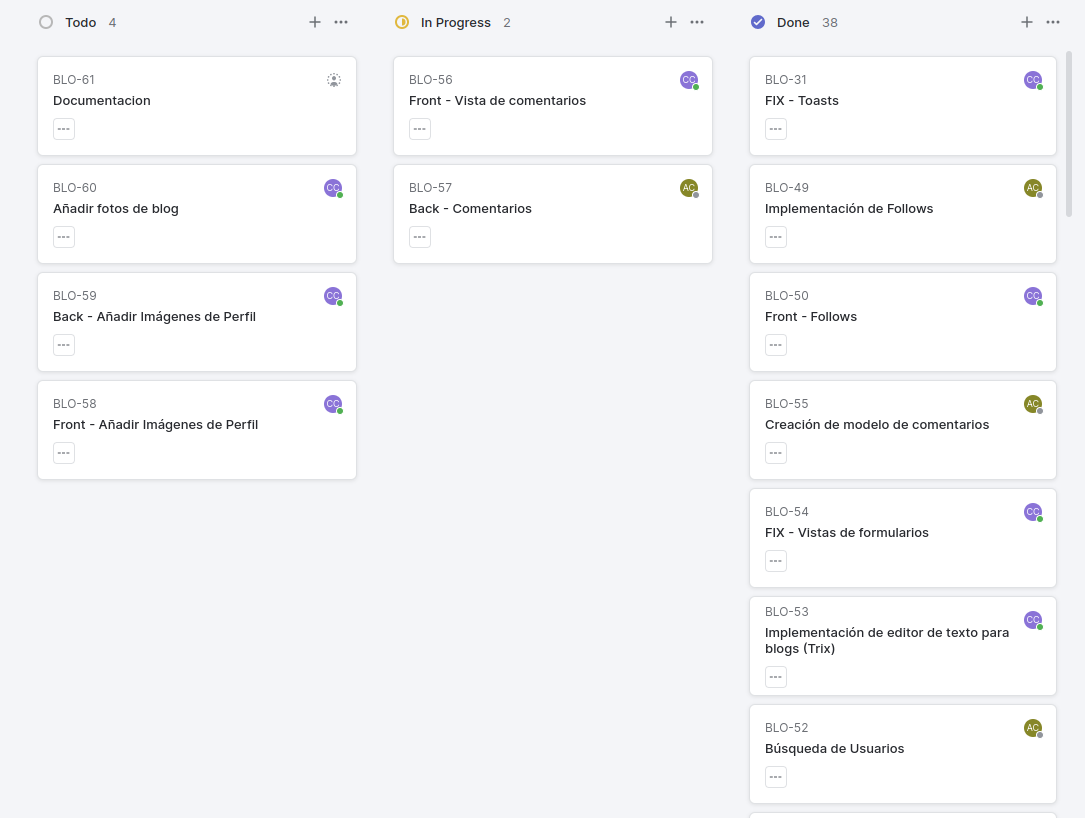 Todo 4
BLO-61
Documentacion
BLO-60
CC
Añadir fotos de blog
BLO-59
CC
Back - Añadir Imágenes de Perfil
BLO-58
CC
Front - Añadir Imágenes de Perfil
In Progress 2
BLO-56
CC
Front - Vista de comentarios
BLO-57
AC
Back - Comentarios
Done 38
BLO-31
CC
FIX - Toasts
BLO-49
AC
Implementación de Follows
BLO-50
CC
Front - Follows
BLO-55
AC
Creación de modelo de comentarios
BLO-54
CC
FIX - Vistas de formularios
BLO-53
CC
Implementación de editor de texto para
blogs (Trix)
BLO-52
AC
Búsqueda de Usuarios